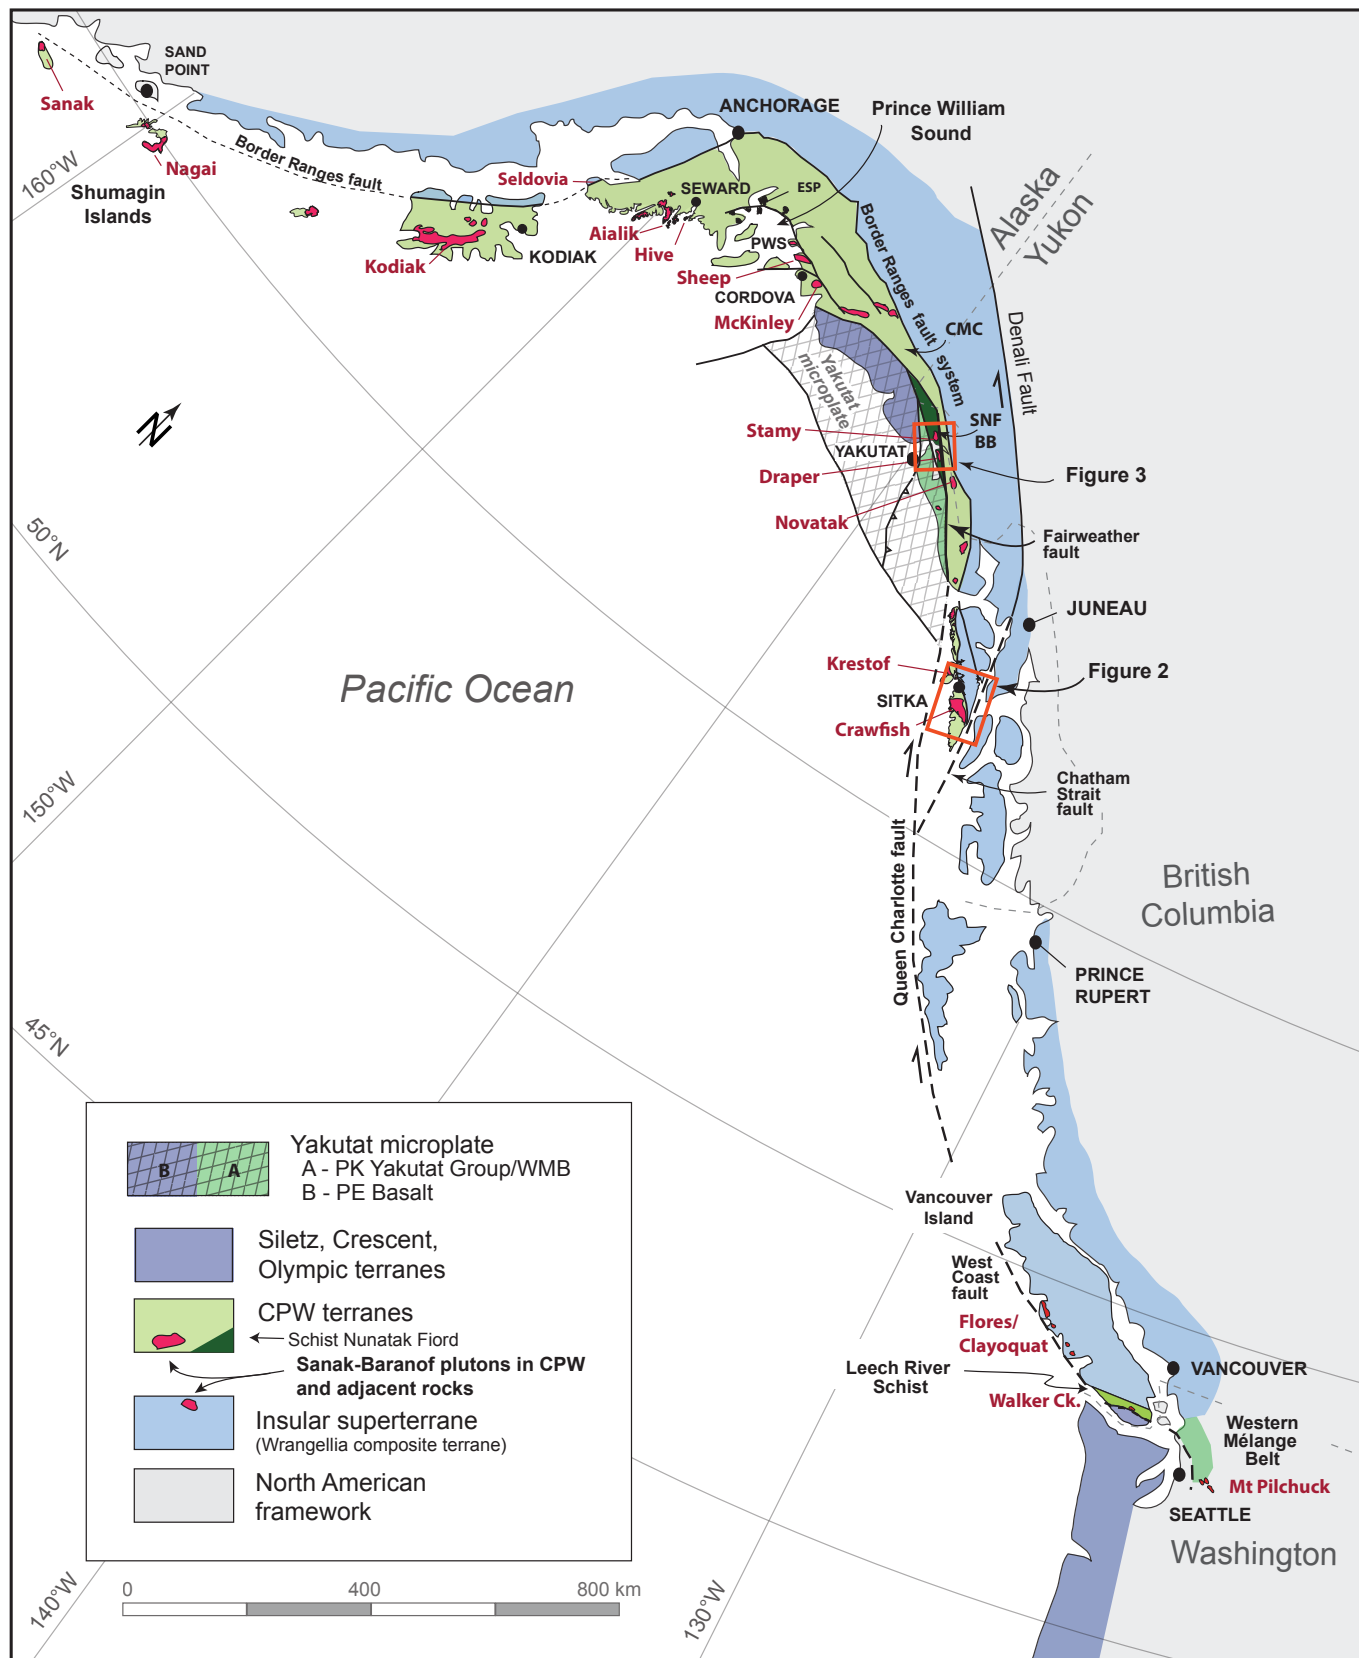 SAND
POINT
Sanak
160°W
Nagai
Shumagin
Islands
Border Ranges fault
Seldovia
ANCHORAGE
Prince William
Sound
SEWARD
ESP
Aialik
Hive
PWS
Kodiak
KODIAK
Sheep
CORDOVA
McKinley
Border Ranges fault system
CMC
Alaska
Yukon
Denali Fault
Yakutat
microplate
N
Stamy
SNF
BB
YAKUTAT
Draper
Figure 3
Novatak
Fairweather
fault
50°N
JUNEAU
Krestof
Figure 2
SITKA
Crawfish
Pacific Ocean
Chatham
Strait
fault
150°W
Queen Charlotte fault
British
Columbia
PRINCE
RUPERT
45°N
Vancouver
Island
West
Coast
fault
Flores/
Clayoquat
Leech River
Schist
Walker Ck.
VANCOUVER
Western
Mélange
Belt
Mt Pilchuck
SEATTLE
Washington
B
A
Yakutat microplate
A - PK Yakutat Group/WMB
B - PE Basalt
Siletz, Crescent,
Olympic terranes
CPW terranes
Schist Nunatak Fiord
Sanak-Baranof plutons in CPW
and adjacent rocks
Insular superterrane
(Wrangellia composite terrane)
North American
framework
140°W
0
400
800 km
130°W